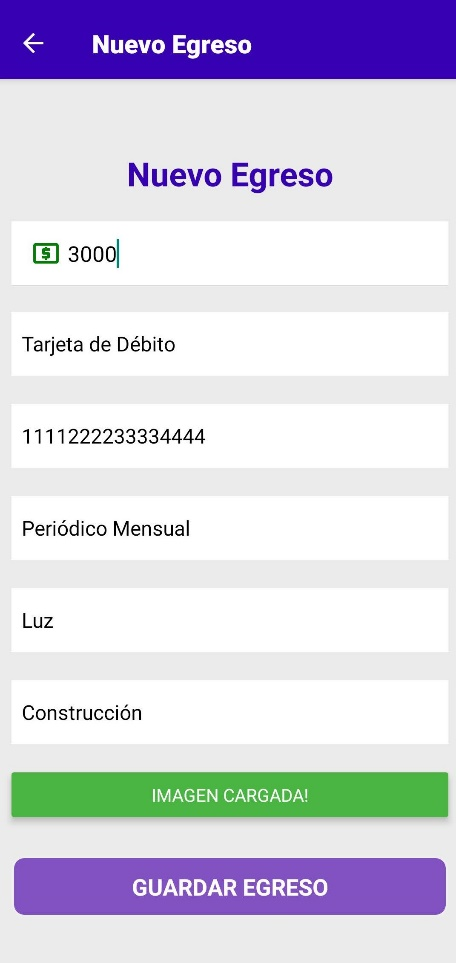 Nuevo Egreso
Nuevo Egreso
3000
Tarjeta de Débito
1111222233334444
Periódico Mensual
Luz
Construcción
IMAGEN CARGADA!
GUARDAR EGRESO